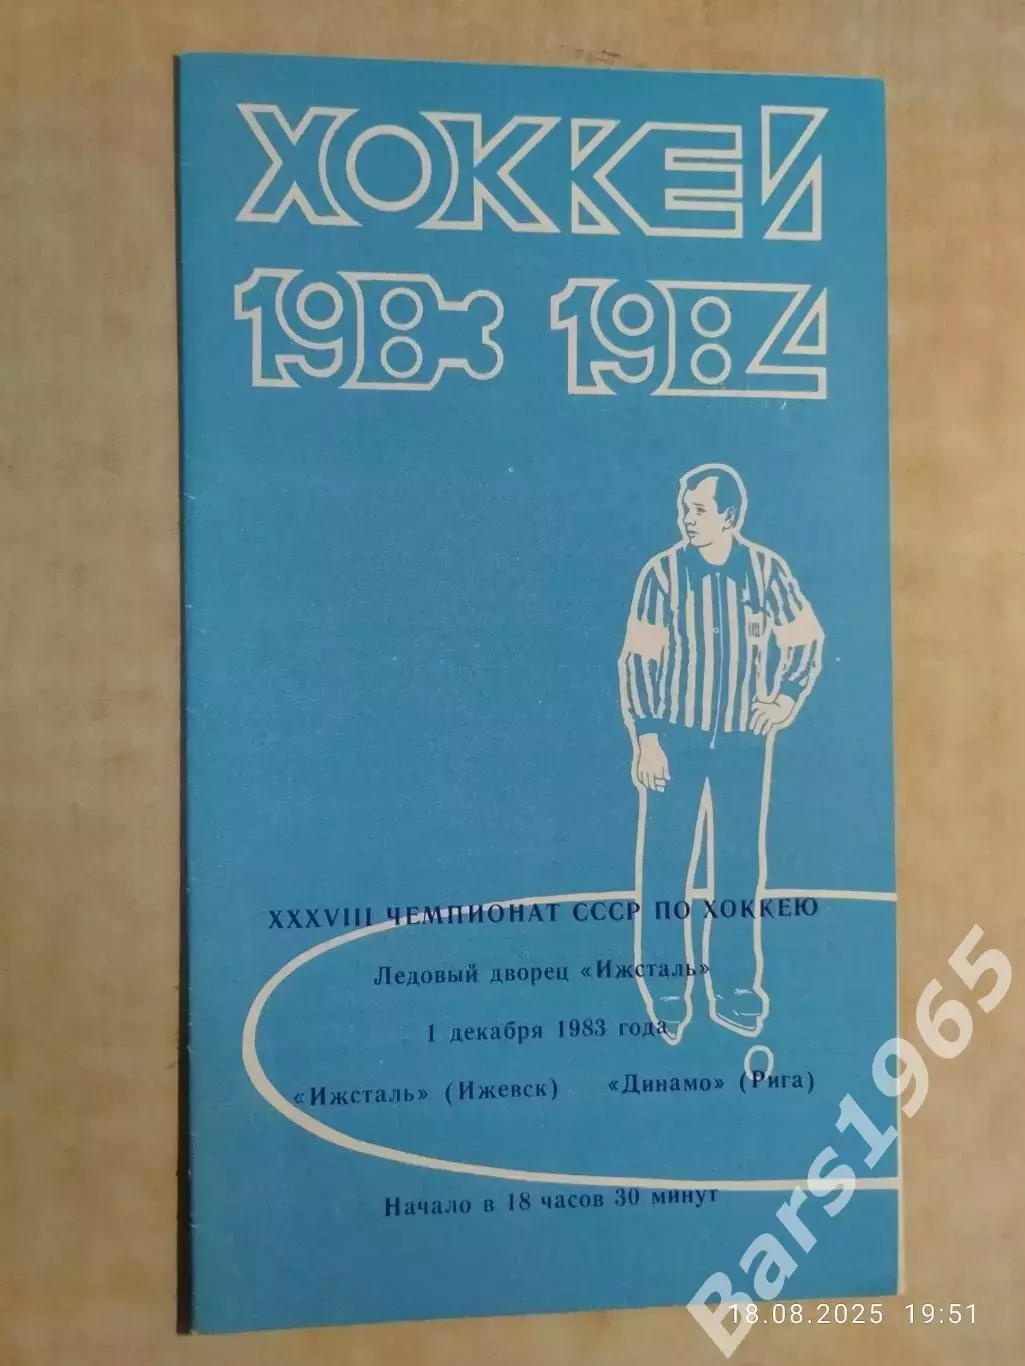 ХОККЕЙ
1983 1984
XXXVIII ЧЕМПИОНАТ СССР ПО ХОККЕЮ
Ледовый дворец «Ижсталь»
1 декабря 1983 года
«Ижсталь» (Ижевск) «Динамо» (Рига)
Начало в 18 часов 30 минут
Bars1965
18.08.2025 19:51